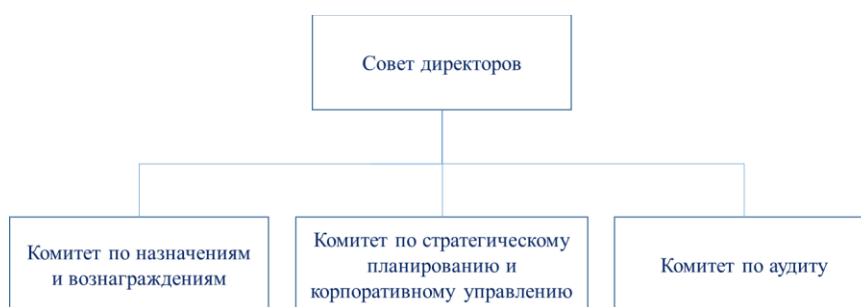 Совет директоров
Комитет по назначениям
и вознаграждениям
Комитет по стратегическому
планированию и
корпоративному управлению
Комитет по аудиту